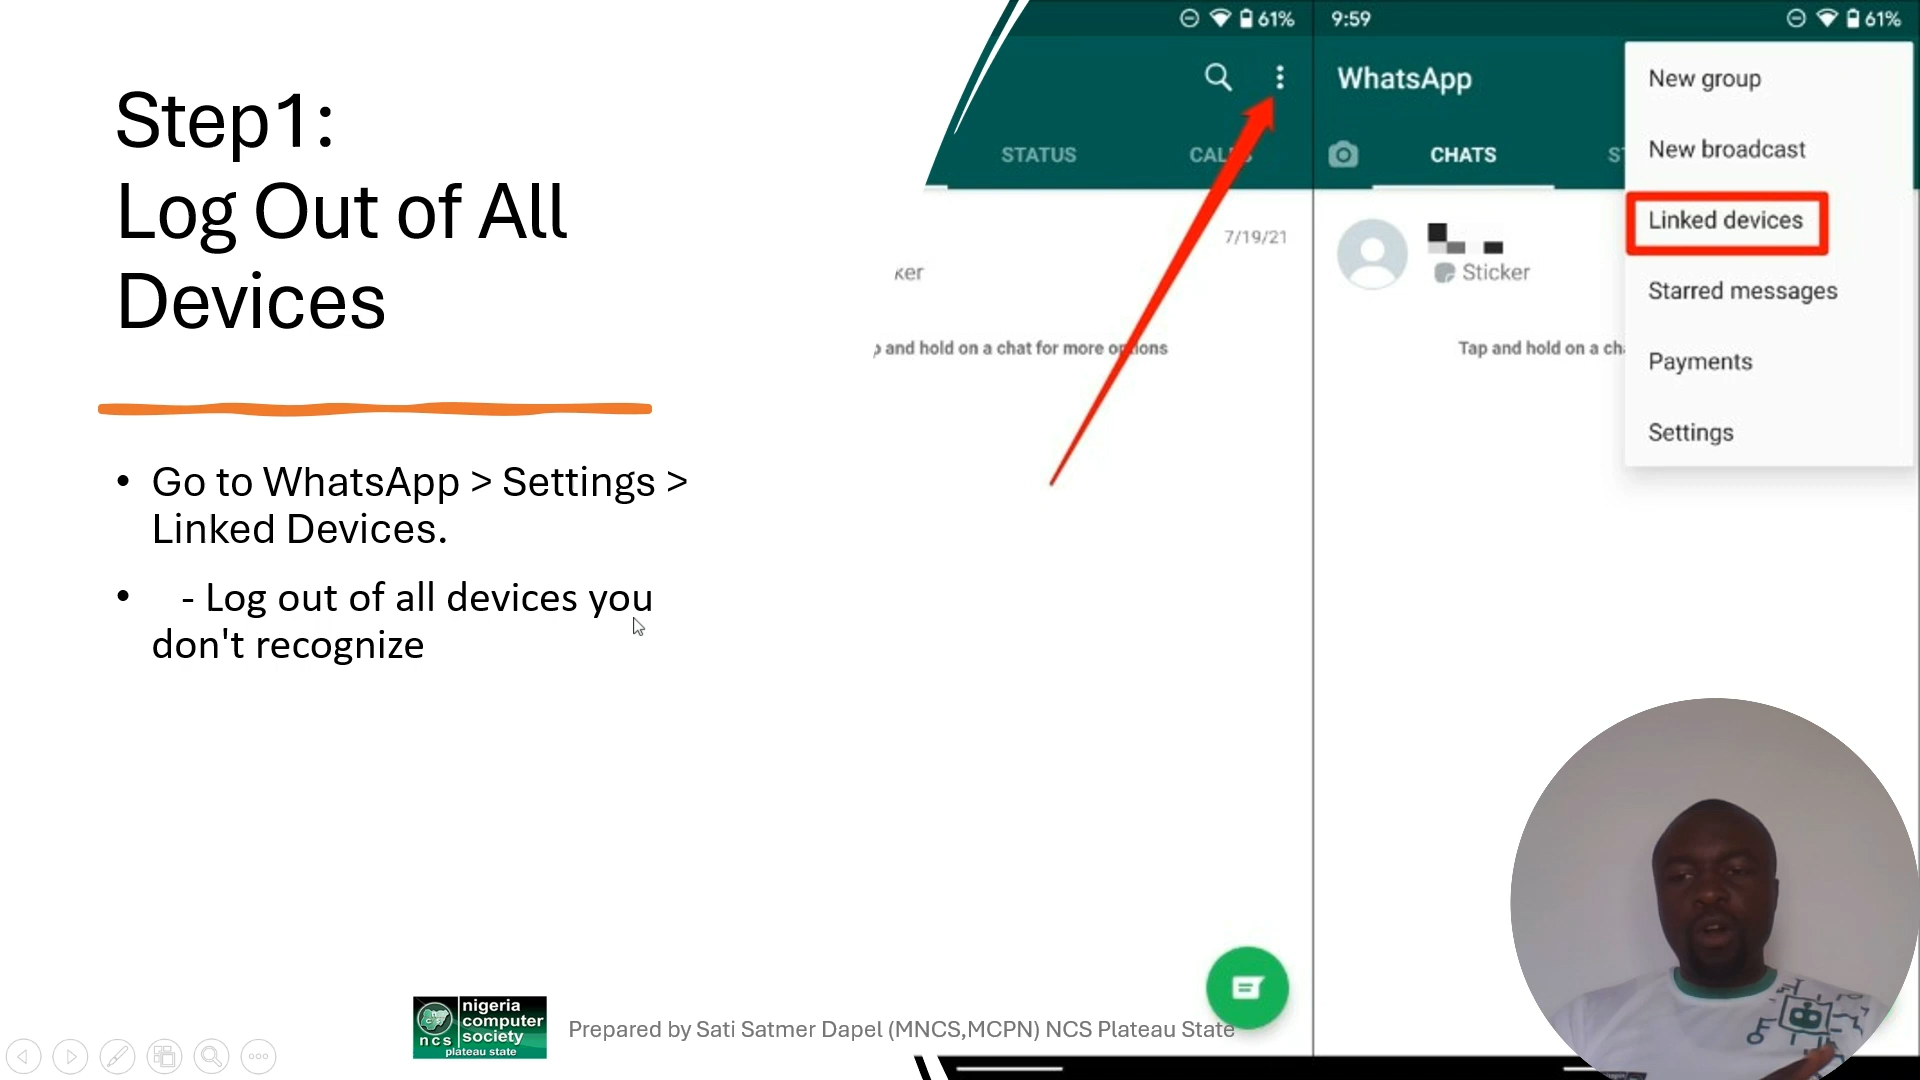 Step1:
Log Out of All
Devices
• Go to WhatsApp > Settings >
Linked Devices.
• - Log out of all devices you
don't recognize
61%
STATUS
7/19/21
ker
and hold on a chat for more options
9:59
61%
WhatsApp
CHATS
Sticker
Tap and hold on a
New group
New broadcast
Linked devices
Starred messages
Payments
Settings
nigeria
computer
society
ncs
plateau state
Prepared by Sati Satmer Dapel (MNCS,MCPN) NCS Plateau State